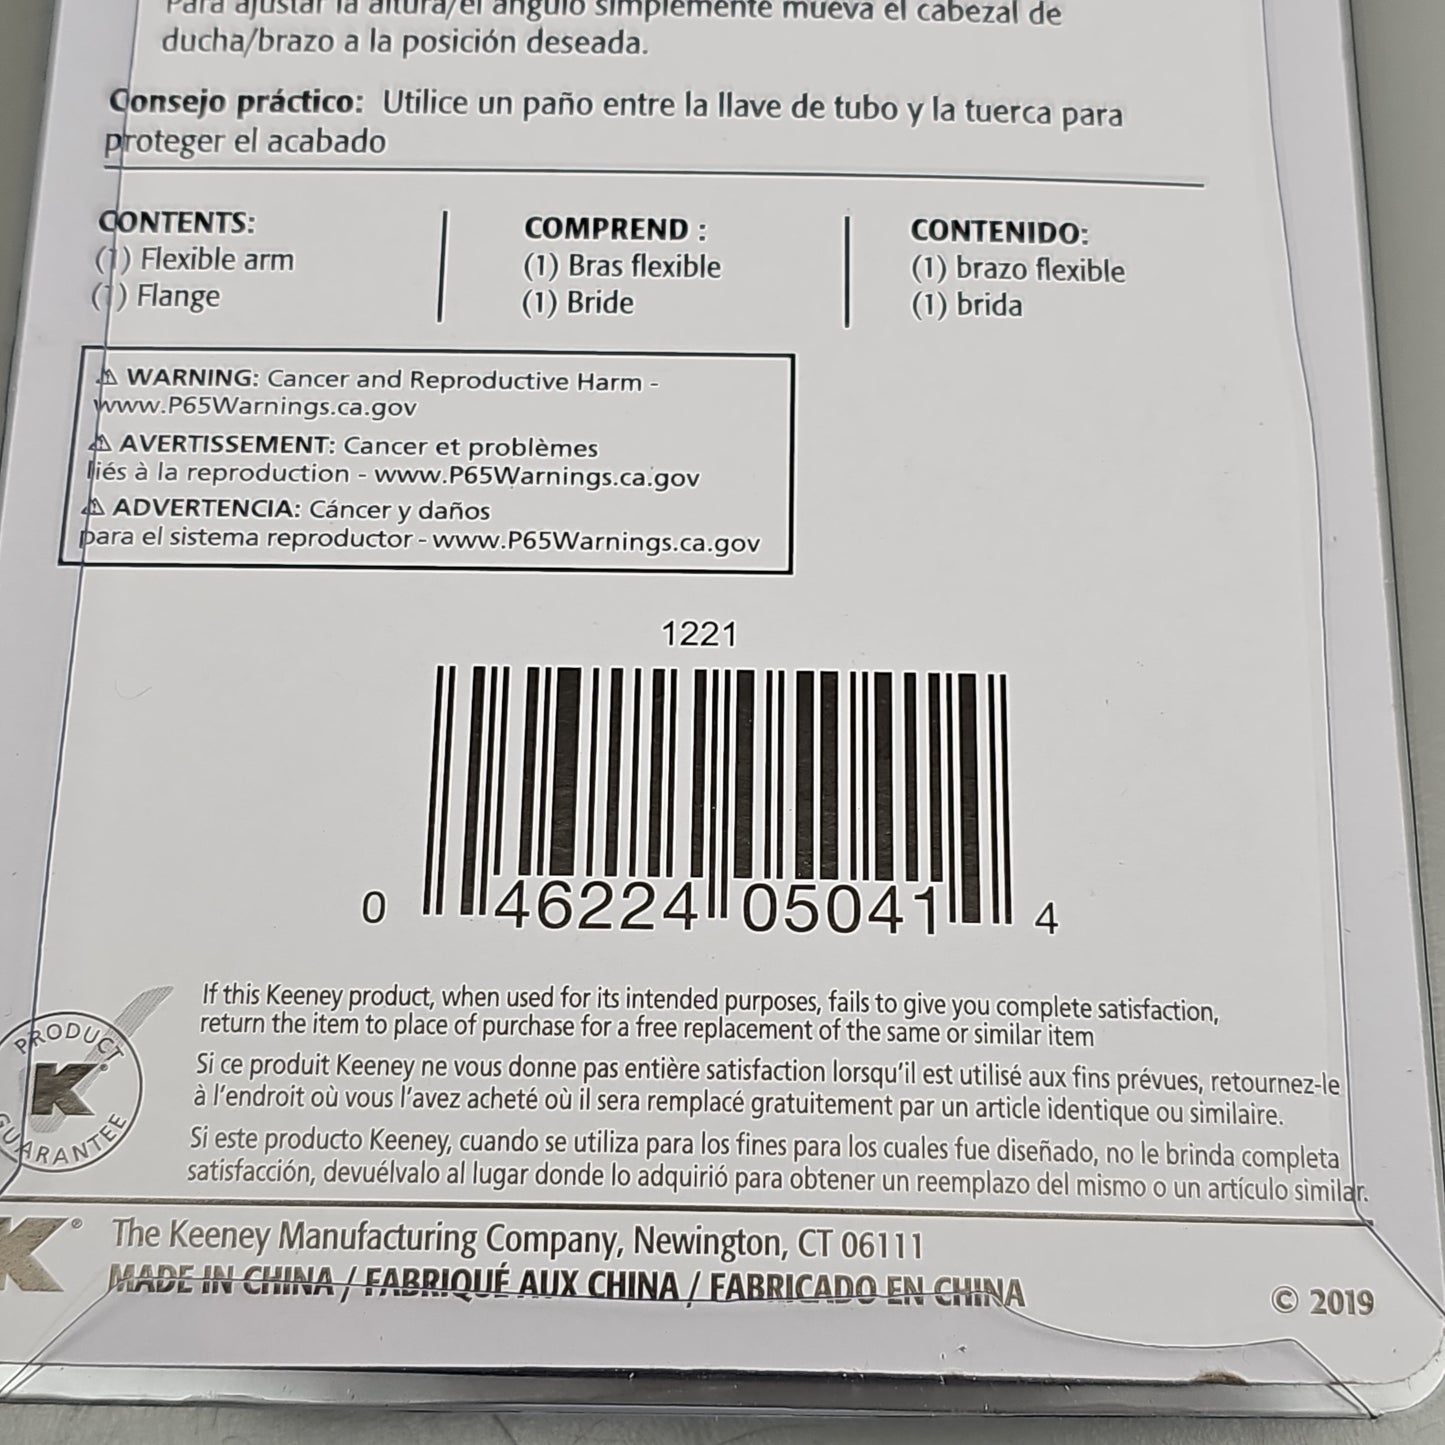 Para ajustar la altura/el ángulo simplemente mueva el cabezal de
ducha/brazo a la posición deseada.
Consejo práctico: Utilice un paño entre la llave de tubo y la tuerca para
proteger el acabado
CONTENTS:
(1) Flexible arm
(1) Flange
COMPREND :
(1) Bras flexible
(1) Bride
CONTENIDO:
(1) brazo flexible
(1) brida
⚠ WARNING: Cancer and Reproductive Harm -
www.P65Warnings.ca.gov
⚠ AVERTISSEMENT: Cancer et problèmes
liés à la reproduction - www.P65Warnings.ca.gov
⚠ ADVERTENCIA: Cáncer y daños
para el sistema reproductor - www.P65Warnings.ca.gov
1221
0 46224 05041 4
If this Keeney product, when used for its intended purposes, fails to give you complete satisfaction,
return the item to place of purchase for a free replacement of the same or similar item
Si ce produit Keeney ne vous donne pas entière satisfaction lorsqu'il est utilisé aux fins prévues, retournez-le
à l'endroit où vous l'avez acheté où il sera remplacé gratuitement par un article identique ou similaire.
Si este producto Keeney, cuando se utiliza para los fines para los cuales fue diseñado, no le brinda completa
satisfacción, devuélvalo al lugar donde lo adquirió para obtener un reemplazo del mismo o un artículo similar.
PRODUCT
K®
GUARANTEE
K®
The Keeney Manufacturing Company, Newington, CT 06111
MADE IN CHINA / FABRIQUÉ AUX CHINA / FABRICADO EN CHINA
© 2019